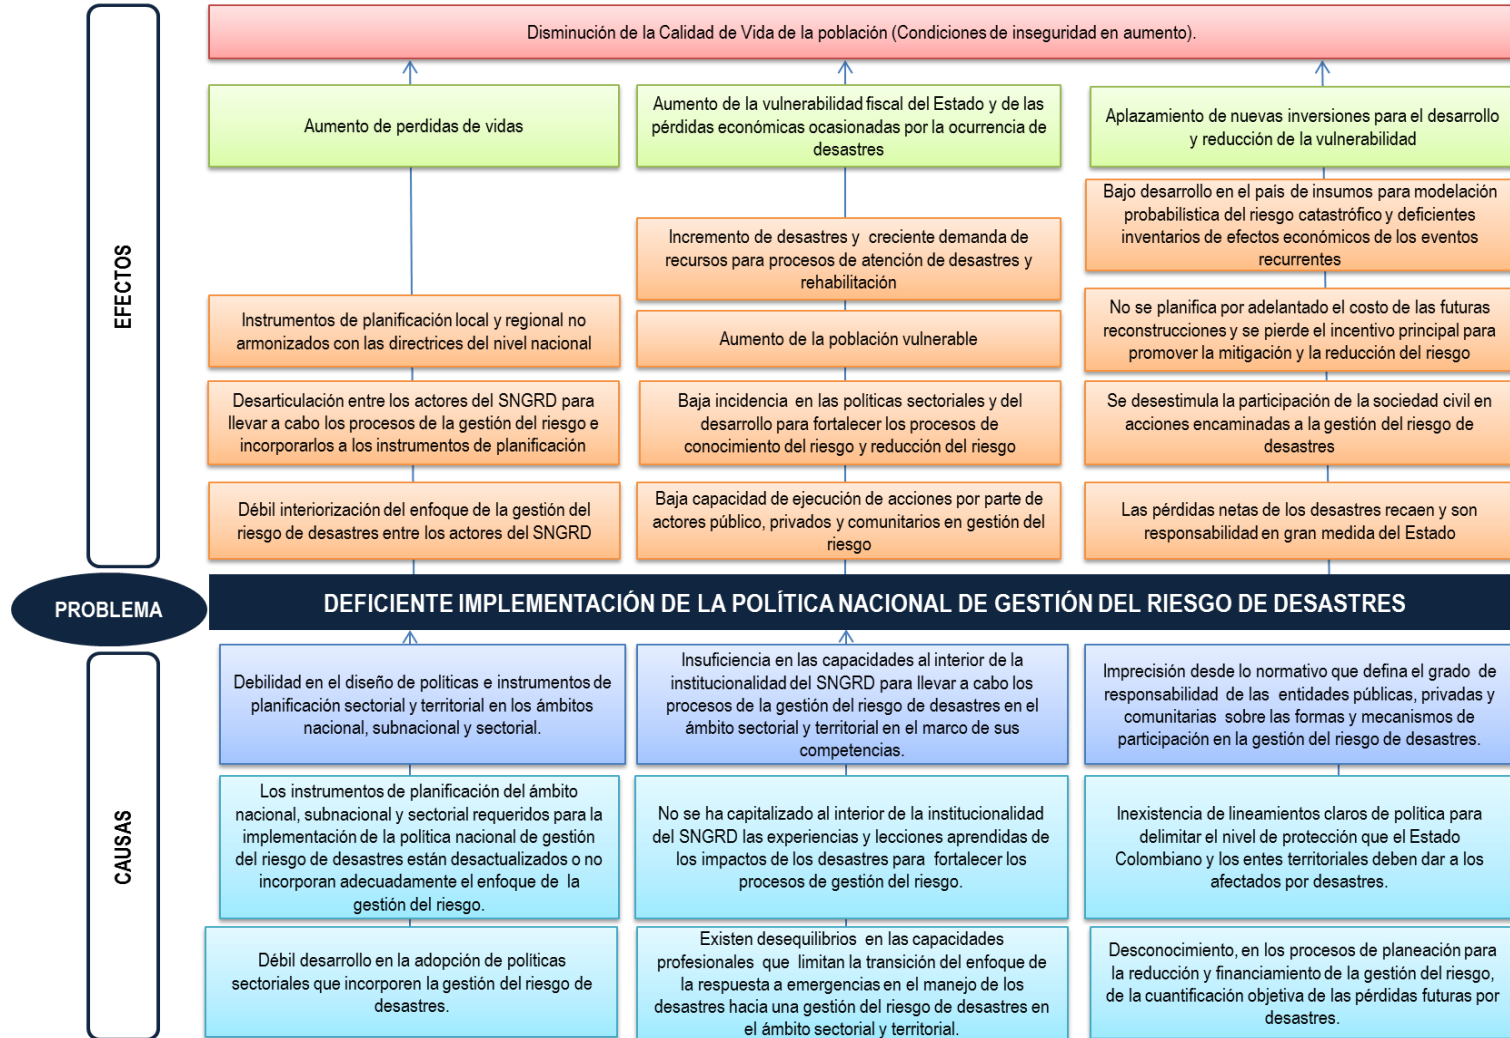 Disminución de la Calidad de Vida de la población (Condiciones de inseguridad en aumento).
Aumento de perdidas de vidas
Aumento de la vulnerabilidad fiscal del Estado y de las
pérdidas económicas ocasionadas por la ocurrencia de
desastres
Aplazamiento de nuevas inversiones para el desarrollo
y reducción de la vulnerabilidad
EFECTOS
Instrumentos de planificación local y regional no
armonizados con las directrices del nivel nacional
Desarticulación entre los actores del SNGRD para
llevar a cabo los procesos de la gestión del riesgo e
incorporarlos a los instrumentos de planificación
Débil interiorización del enfoque de la gestión del
riesgo de desastres entre los actores del SNGRD
Incremento de desastres y creciente demanda de
recursos para procesos de atención de desastres y
rehabilitación
Aumento de la población vulnerable
Baja incidencia en las políticas sectoriales y del
desarrollo para fortalecer los procesos de
conocimiento del riesgo y reducción del riesgo
Baja capacidad de ejecución de acciones por parte de
actores público, privados y comunitarios en gestión del
riesgo
Bajo desarrollo en el país de insumos para modelación
probabilística del riesgo catastrófico y deficientes
inventarios de efectos económicos de los eventos
recurrentes
No se planifica por adelantado el costo de las futuras
reconstrucciones y se pierde el incentivo principal para
promover la mitigación y la reducción del riesgo
Se desestimula la participación de la sociedad civil en
acciones encaminadas a la gestión del riesgo de
desastres
Las pérdidas netas de los desastres recaen y son
responsabilidad en gran medida del Estado
PROBLEMA
DEFICIENTE IMPLEMENTACIÓN DE LA POLÍTICA NACIONAL DE GESTIÓN DEL RIESGO DE DESASTRES
CAUSAS
Debilidad en el diseño de políticas e instrumentos de
planificación sectorial y territorial en los ámbitos
nacional, subnacional y sectorial.
Los instrumentos de planificación del ámbito
nacional, subnacional y sectorial requeridos para la
implementación de la política nacional de gestión
del riesgo de desastres están desactualizados o no
incorporan adecuadamente el enfoque de la
gestión del riesgo.
Débil desarrollo en la adopción de políticas
sectoriales que incorporen la gestión del riesgo de
desastres.
Insuficiencia en las capacidades al interior de la
institucionalidad del SNGRD para llevar a cabo los
procesos de la gestión del riesgo de desastres en el
ámbito sectorial y territorial en el marco de sus
competencias.
No se ha capitalizado al interior de la institucionalidad
del SNGRD las experiencias y lecciones aprendidas de
los impactos de los desastres para fortalecer los
procesos de gestión del riesgo.
Existen desequilibrios en las capacidades
profesionales que limitan la transición del enfoque de
la respuesta a emergencias en el manejo de los
desastres hacia una gestión del riesgo de desastres en
el ámbito sectorial y territorial.
Imprecisión desde lo normativo que defina el grado de
responsabilidad de las entidades públicas, privadas y
comunitarias sobre las formas y mecanismos de
participación en la gestión del riesgo de desastres.
Inexistencia de lineamientos claros de política para
delimitar el nivel de protección que el Estado
Colombiano y los entes territoriales deben dar a los
afectados por desastres.
Desconocimiento, en los procesos de planeación para
la reducción y financiamiento de la gestión del riesgo,
de la cuantificación objetiva de las pérdidas futuras por
desastres.